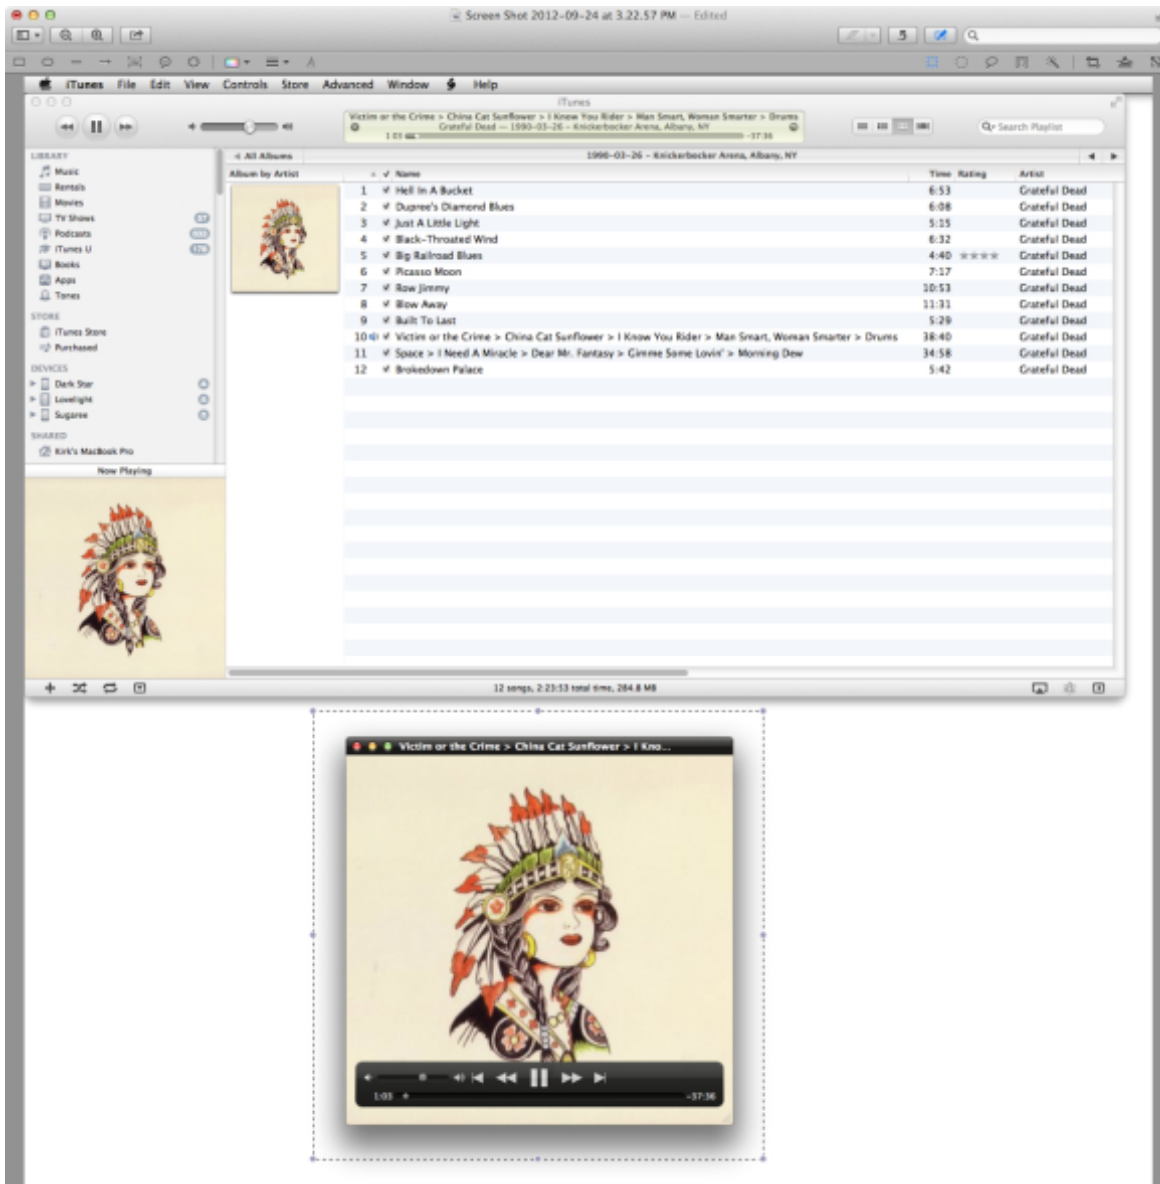 Screen Shot 2012-09-24 at 3.22.57 PM — Edited
iTunes File Edit View Controls Store Advanced Window Help
iTunes
Victim or the Crime > China Cat Sunflower > I Know You Rider > Man Smart, Woman Smarter > Drums
Grateful Dead — 1990-03-26 - Knickerbocker Arena, Albany, NY
1:03 -37:36
Search Playlist
LIBRARY
Music
Rentals
Movies
TV Shows
Podcasts
iTunes U
Books
Apps
Tones
STORE
iTunes Store
Purchased
DEVICES
Dark Star
Lovelight
Sugaree
SHARED
Kirk's MacBook Pro
Now Playing
All Albums 1990-03-26 - Knickerbocker Arena, Albany, NY
Album by Artist Name Time Rating Artist
1 Hell In A Bucket 6:53 Grateful Dead
2 Dupree's Diamond Blues 6:08 Grateful Dead
3 Just A Little Light 5:15 Grateful Dead
4 Black-Throated Wind 6:32 Grateful Dead
5 Big Railroad Blues 4:40 ★★★★ Grateful Dead
6 Picasso Moon 7:17 Grateful Dead
7 Row Jimmy 10:53 Grateful Dead
8 Blow Away 11:31 Grateful Dead
9 Built To Last 5:29 Grateful Dead
10 Victim or the Crime > China Cat Sunflower > I Know You Rider > Man Smart, Woman Smarter > Drums 38:40 Grateful Dead
11 Space > I Need A Miracle > Dear Mr. Fantasy > Gimme Some Lovin' > Morning Dew 34:58 Grateful Dead
12 Brokedown Palace 5:42 Grateful Dead
12 songs, 2:23:53 total time, 284.8 MB
Victim or the Crime > China Cat Sunflower > I Kno...
1:03 -37:36